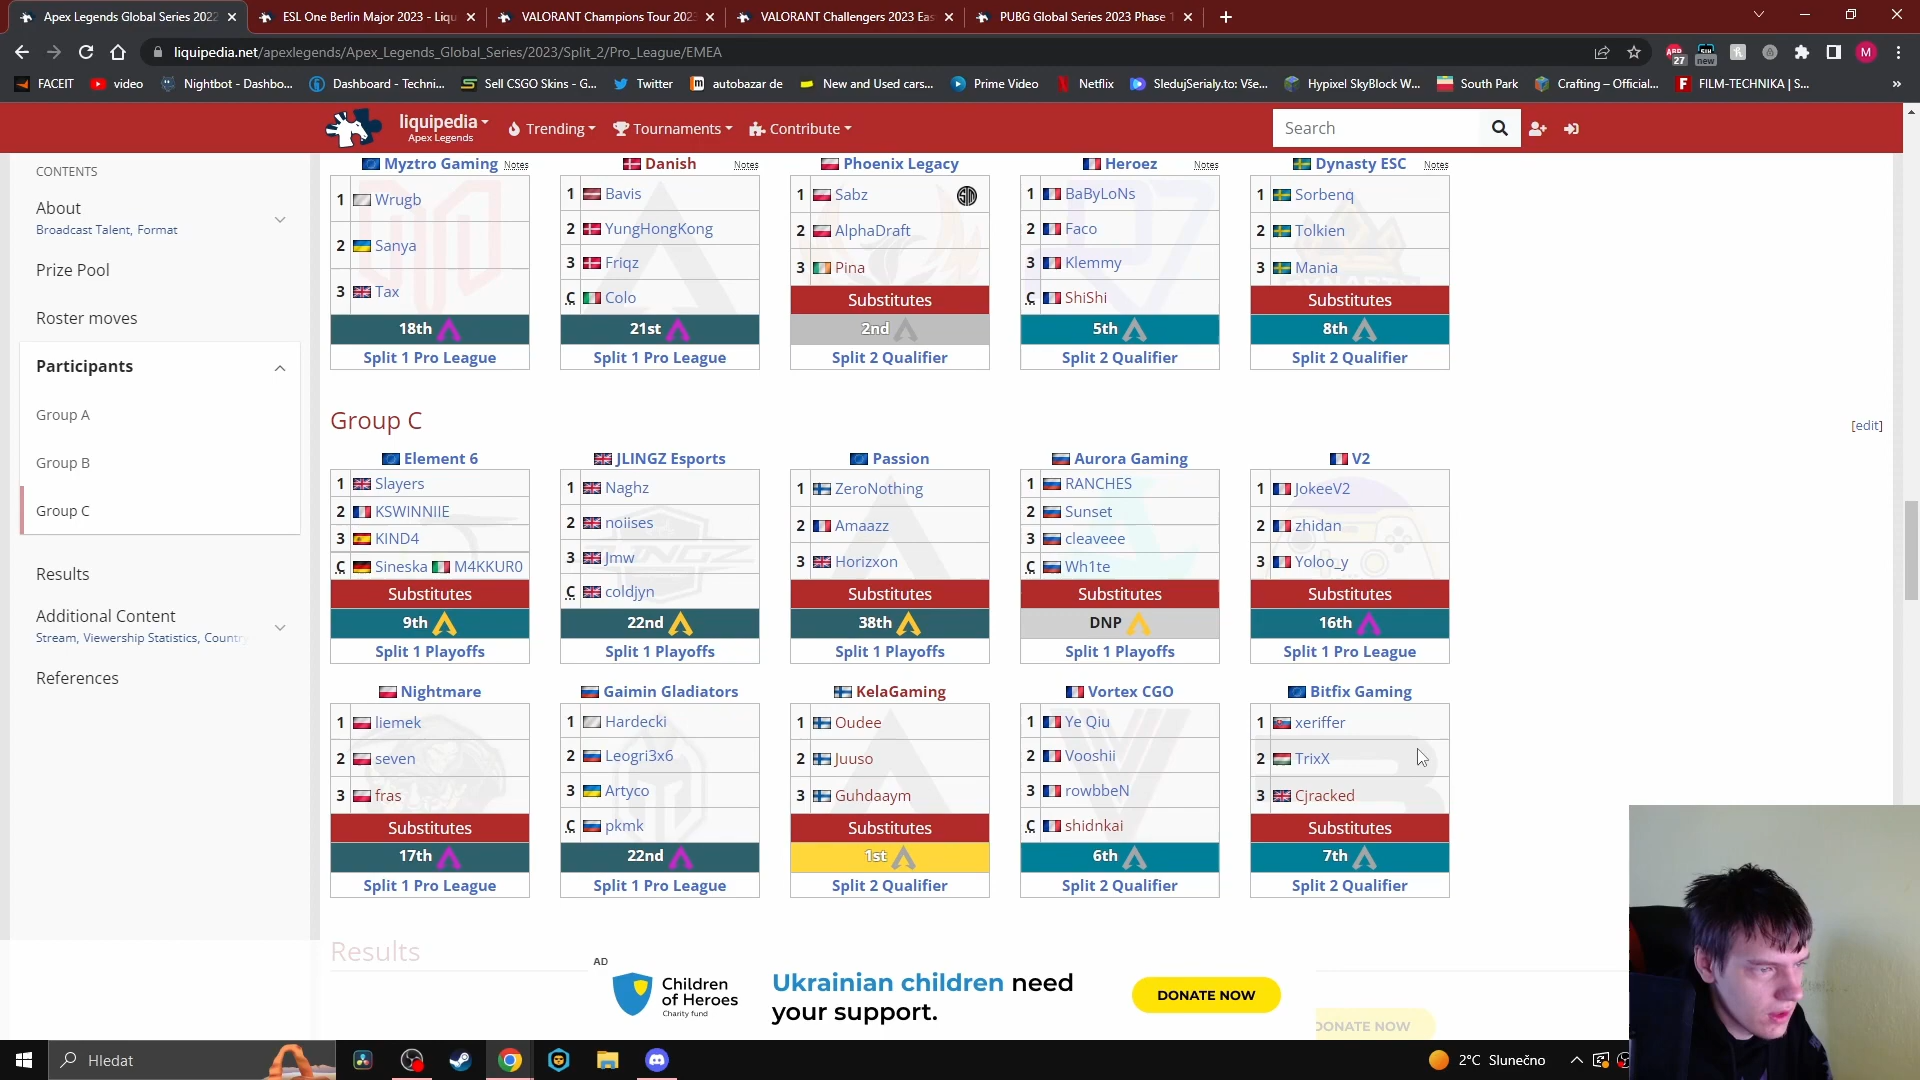 Apex Legends Global Series 2022
ESL One Berlin Major 2023 - Liqu
VALORANT Champions Tour 202
VALORANT Challengers 2023 Eas
PUBG Global Series 2023 Phase 1
liquipedia.net/apexlegends/Apex_Legends_Global_Series/2023/Split_2/Pro_League/EMEA
27
new
M
FACEIT
video
Nightbot - Dashbo...
Dashboard - Techni...
Sell CSGO Skins - G...
Twitter
autobazar de
New and Used cars...
Prime Video
Netflix
SledujSerialy.to: Vše...
Hypixel SkyBlock W...
South Park
Crafting – Official...
FILM-TECHNIKA | S...
liquipedia
Apex Legends
Trending
Tournaments
Contribute
Search
CONTENTS
About
Broadcast Talent, Format
Prize Pool
Roster moves
Participants
Group A
Group B
Group C
Results
Additional Content
Stream, Viewership Statistics, Country
References
Myztro Gaming Notes
1 Wrugb
2 Sanya
3 Tax
18th
Split 1 Pro League
Danish Notes
1 Bavis
2 YungHongKong
3 Friqz
C Colo
21st
Split 1 Pro League
Phoenix Legacy
1 Sabz
2 AlphaDraft
3 Pina
Substitutes
2nd
Split 2 Qualifier
Heroez Notes
1 BaByLoNs
2 Faco
3 Klemmy
C ShiShi
5th
Split 2 Qualifier
Dynasty ESC Notes
1 Sorbenq
2 Tolkien
3 Mania
Substitutes
8th
Split 2 Qualifier
Group C
[edit]
Element 6
1 Slayers
2 KSWINNIIE
3 KIND4
C Sineska M4KKUR0
Substitutes
9th
Split 1 Playoffs
JLINGZ Esports
1 Naghz
2 noiises
3 Jmw
C coldjyn
22nd
Split 1 Playoffs
Passion
1 ZeroNothing
2 Amaazz
3 Horizxon
Substitutes
38th
Split 1 Playoffs
Aurora Gaming
1 RANCHES
2 Sunset
3 cleaveee
C Wh1te
Substitutes
DNP
Split 1 Playoffs
V2
1 JokeeV2
2 zhidan
3 Yoloo_y
Substitutes
16th
Split 1 Pro League
Nightmare
1 liemek
2 seven
3 fras
Substitutes
17th
Split 1 Pro League
Gaimin Gladiators
1 Hardecki
2 Leogri3x6
3 Artyco
C pkmk
22nd
Split 1 Pro League
KelaGaming
1 Oudee
2 Juuso
3 Guhdaaym
Substitutes
1st
Split 2 Qualifier
Vortex CGO
1 Ye Qiu
2 Vooshii
3 rowbbeN
C shidnkai
6th
Split 2 Qualifier
Bitfix Gaming
1 xeriffer
2 TrixX
3 Cjracked
Substitutes
7th
Split 2 Qualifier
Results
AD
Children
of Heroes
Charity fund
Ukrainian children need
your support.
DONATE NOW
DONATE NOW
Hledat
2°C Slunečno